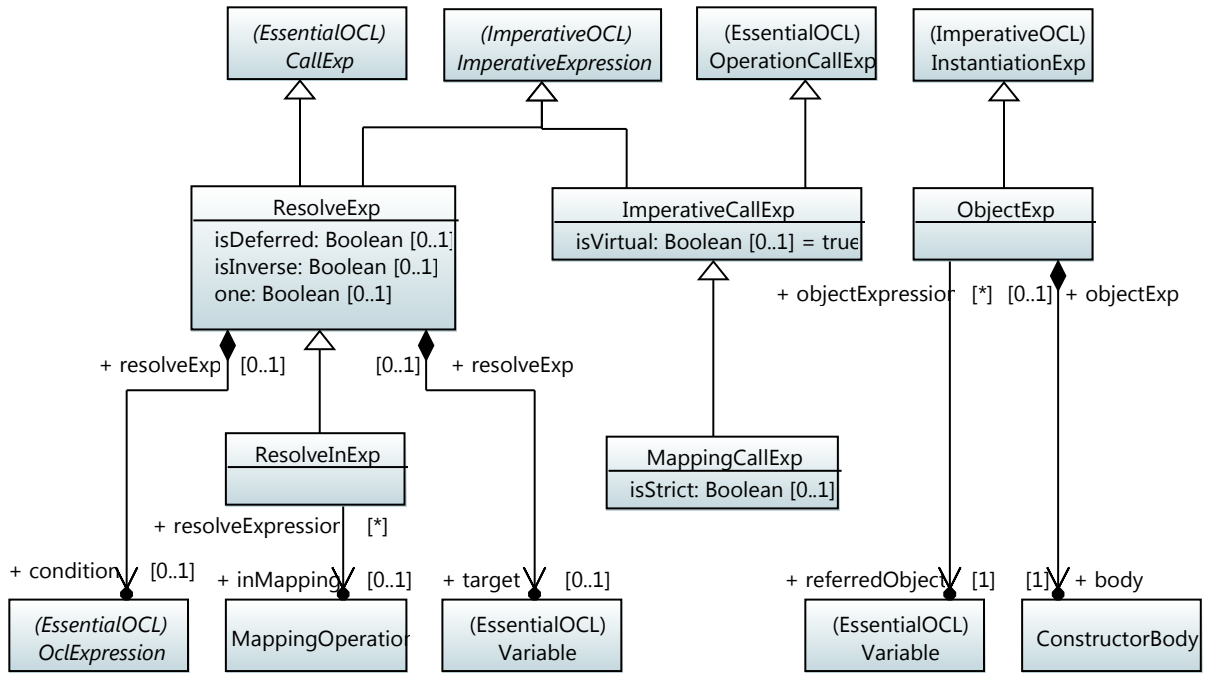 (EssentialOCL)
CallExp
(ImperativeOCL)
ImperativeExpression
(EssentialOCL)
OperationCallExp
(ImperativeOCL)
InstantiationExp
ResolveExp
isDeferred: Boolean [0..1]
isInverse: Boolean [0..1]
one: Boolean [0..1]
ImperativeCallExp
isVirtual: Boolean [0..1] = true
ObjectExp
+ objectExpression
[*]
[0..1]
+ objectExp
+ resolveExp
[0..1]
[0..1]
+ resolveExp
ResolveInExp
MappingCallExp
isStrict: Boolean [0..1]
+ resolveExpression
[*]
+ condition
[0..1]
+ inMapping
[0..1]
+ target
[0..1]
+ referredObject
[1]
[1]
+ body
(EssentialOCL)
OclExpression
MappingOperation
(EssentialOCL)
Variable
(EssentialOCL)
Variable
ConstructorBody